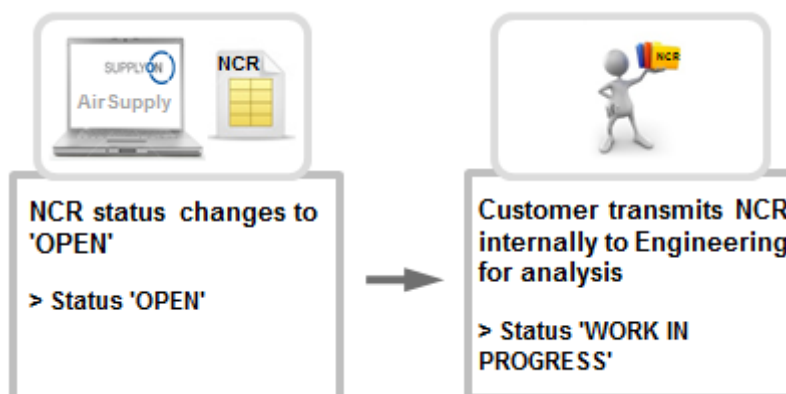 SUPPLYON
AirSupply
NCR
NCR
NCR status changes to
'OPEN'
> Status 'OPEN'
Customer transmits NCR
internally to Engineering
for analysis
> Status 'WORK IN
PROGRESS'